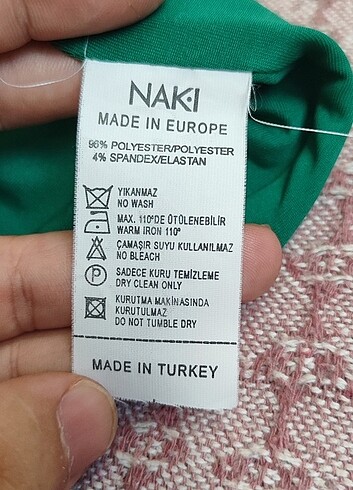 NAK·I
MADE IN EUROPE
96% POLYESTER/POLYESTER
4% SPANDEX/ELASTAN
YIKANMAZ
NO WASH
MAX. 110°DE ÜTÜLENEBİLİR
WARM IRON 110°
ÇAMAŞIR SUYU KULLANILMAZ
NO BLEACH
P SADECE KURU TEMİZLEME
DRY CLEAN ONLY
KURUTMA MAKİNASINDA
KURUTULMAZ
DO NOT TUMBLE DRY
MADE IN TURKEY